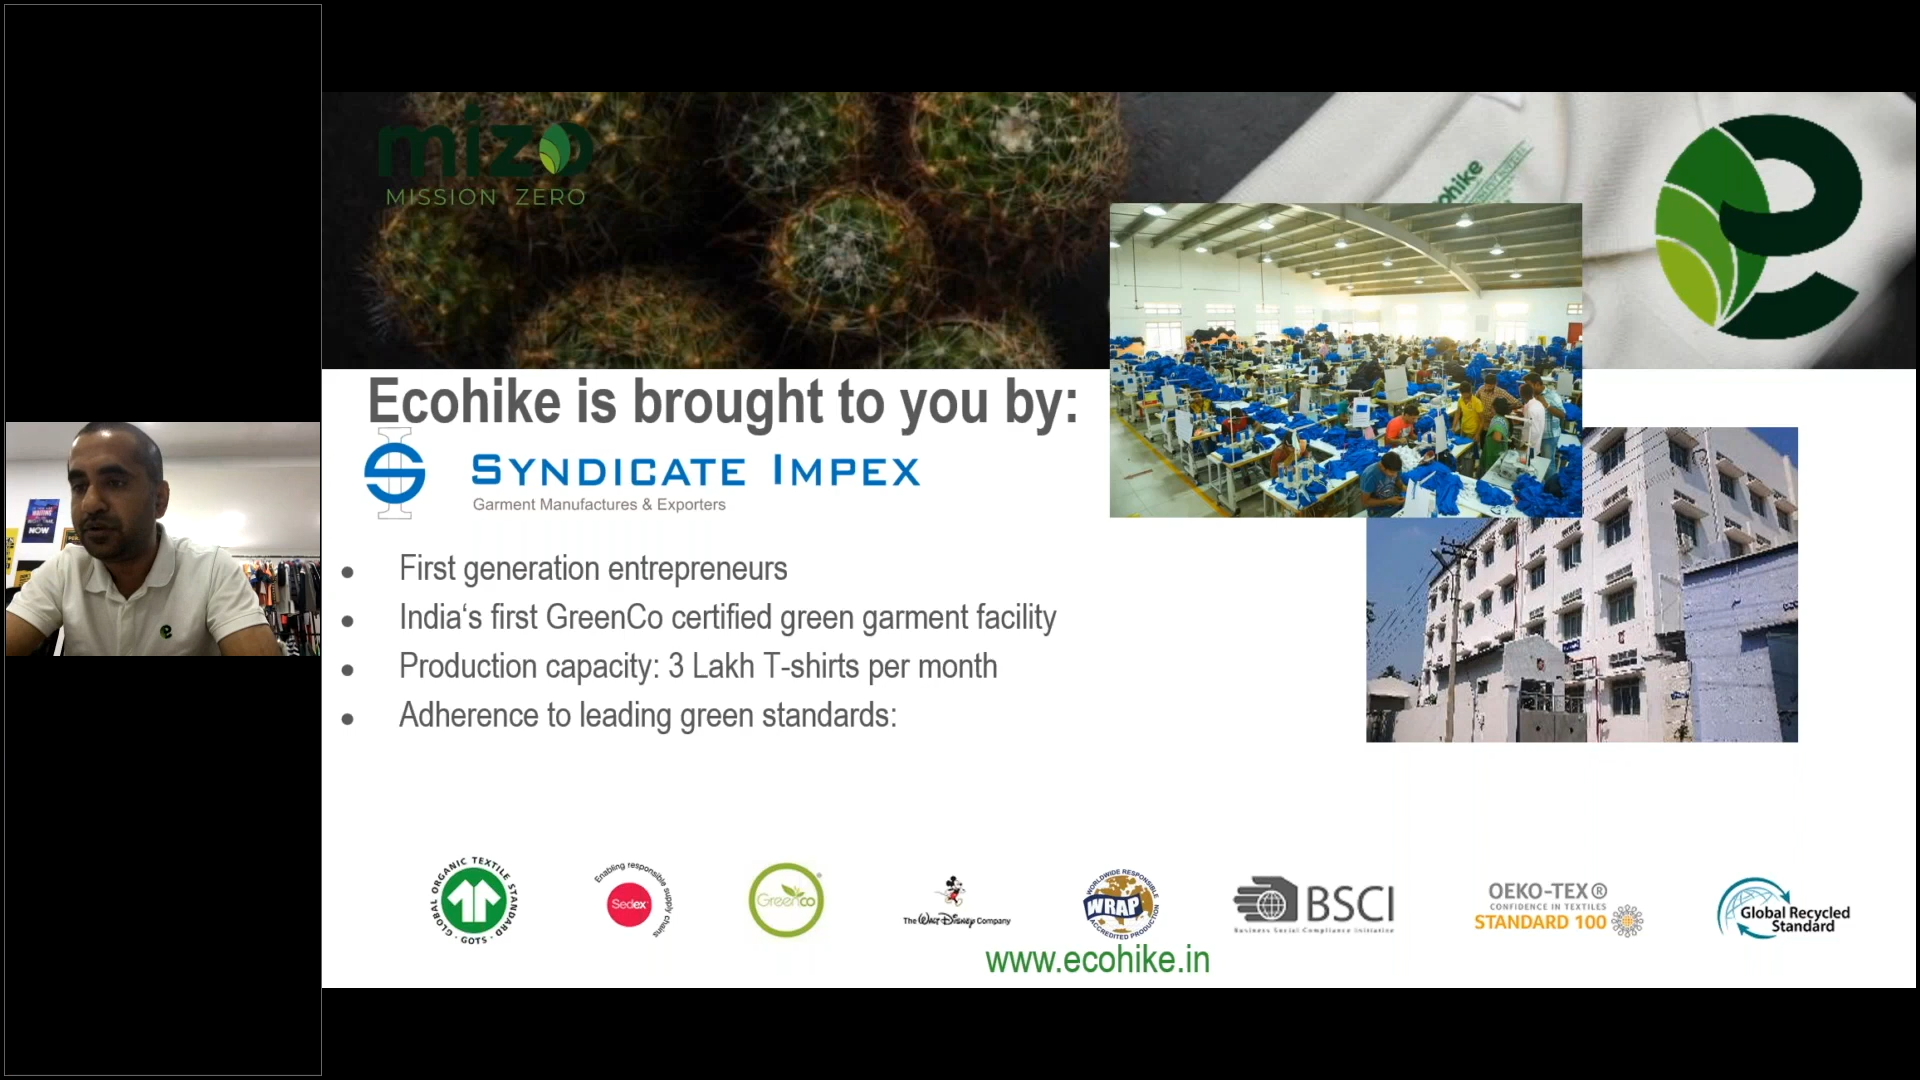 mizo
MISSION ZERO
ohike
Ecohike is brought to you by:
SYNDICATE IMPEX
Garment Manufactures & Exporters
• First generation entrepreneurs
• India‘s first GreenCo certified green garment facility
• Production capacity: 3 Lakh T-shirts per month
• Adherence to leading green standards:
NOW
GLOBAL ORGANIC TEXTILE STANDARD · GOTS ·
Enabling responsible supply chains
Sedex
Greenco
The Walt Disney Company
WORLDWIDE RESPONSIBLE
WRAP
ACCREDITED PRODUCTION
BSCI
Business Social Compliance Initiative
OEKO-TEX®
CONFIDENCE IN TEXTILES
STANDARD 100
Global Recycled
Standard
www.ecohike.in